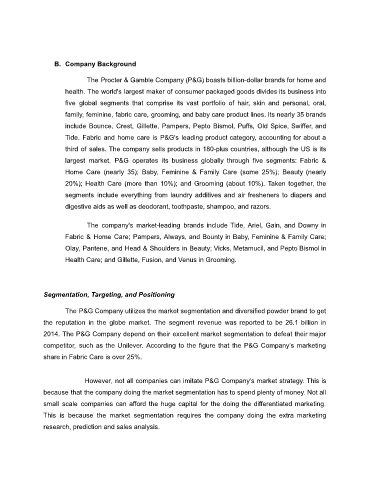 B. Company Background
The Procter & Gamble Company (P&G) boasts billion-dollar brands for home and
health. The world's largest maker of consumer packaged goods divides its business into
five global segments that comprise its vast portfolio of hair, skin and personal, oral,
family, feminine, fabric care, grooming, and baby care product lines. Its nearly 35 brands
include Bounce, Crest, Gillette, Pampers, Pepto Bismol, Puffs, Old Spice, Swiffer, and
Tide. Fabric and home care is P&G's leading product category, accounting for about a
third of sales. The company sells products in 180-plus countries, although the US is its
largest market. P&G operates its business globally through five segments: Fabric &
Home Care (nearly 35); Baby, Feminine & Family Care (some 25%); Beauty (nearly
20%); Health Care (more than 10%); and Grooming (about 10%). Taken together, the
segments include everything from laundry additives and air fresheners to diapers and
digestive aids as well as deodorant, toothpaste, shampoo, and razors.
The company's market-leading brands include Tide, Ariel, Gain, and Downy in
Fabric & Home Care; Pampers, Always, and Bounty in Baby, Feminine & Family Care;
Olay, Pantene, and Head & Shoulders in Beauty; Vicks, Metamucil, and Pepto Bismol in
Health Care; and Gillette, Fusion, and Venus in Grooming.
Segmentation, Targeting, and Positioning
The P&G Company utilizes the market segmentation and diversified powder brand to get
the reputation in the globe market. The segment revenue was reported to be 26.1 billion in
2014. The P&G Company depend on their excellent market segmentation to defeat their major
competitor, such as the Unilever. According to the figure that the P&G Company's marketing
share in Fabric Care is over 25%.
However, not all companies can imitate P&G Company's market strategy. This is
because that the company doing the market segmentation has to spend plenty of money. Not all
small scale companies can afford the huge capital for the doing the differentiated marketing.
This is because the market segmentation requires the company doing the extra marketing
research, prediction and sales analysis.